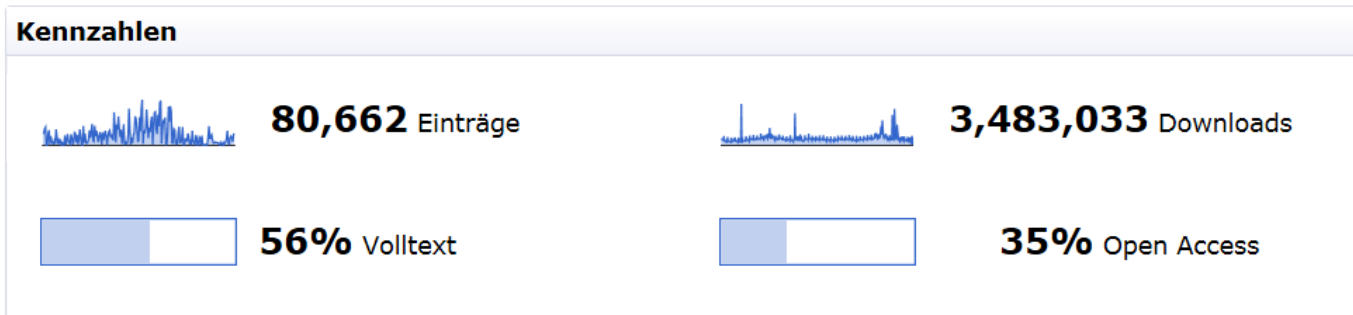 Kennzahlen
80,662 Einträge
3,483,033 Downloads
56% Volltext
35% Open Access